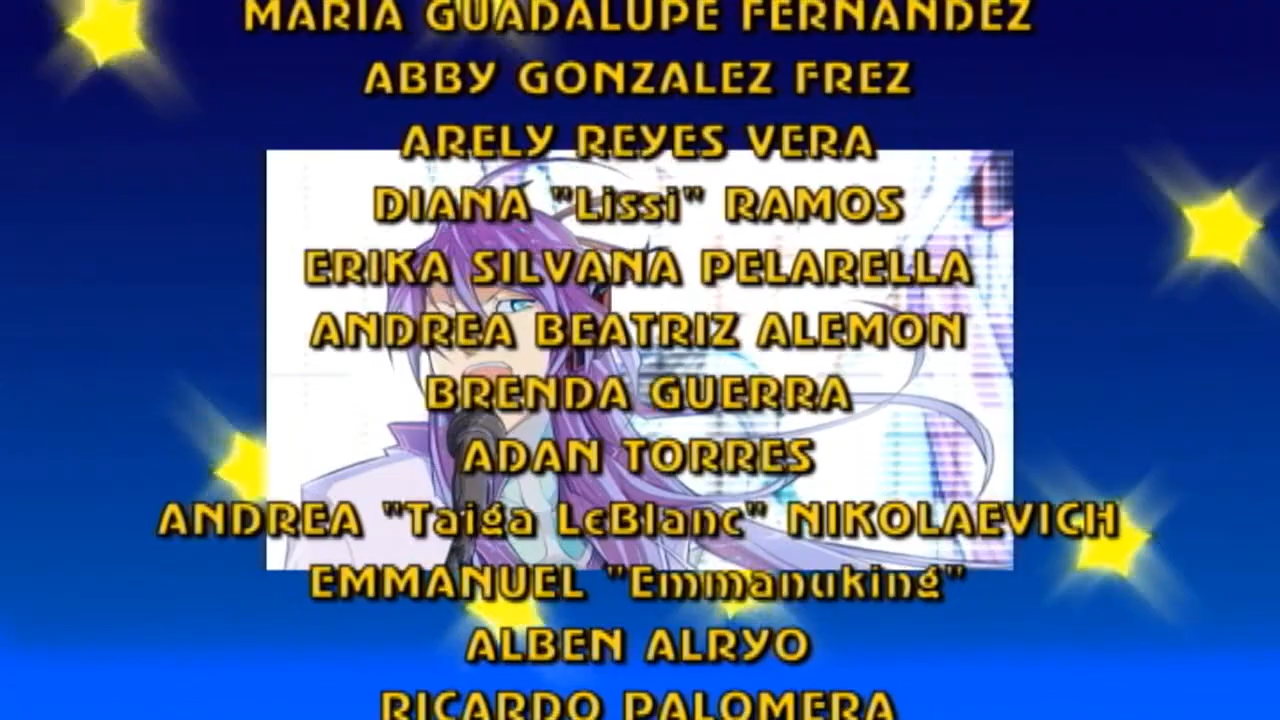 MARIA GUADALUPE FERNANDEZ
ABBY GONZALEZ FREZ
ARELY REYES VERA
DIANA "Lissi" RAMOS
ERIKA SILVANA PELARELLA
ANDREA BEATRIZ ALEMON
BRENDA GUERRA
ADAN TORRES
ANDREA "Taiga LeBlanc" NIKOLAEVICH
EMMANUEL "Emmanuking"
ALBEN ALRYO
RICARDO PALOMERA